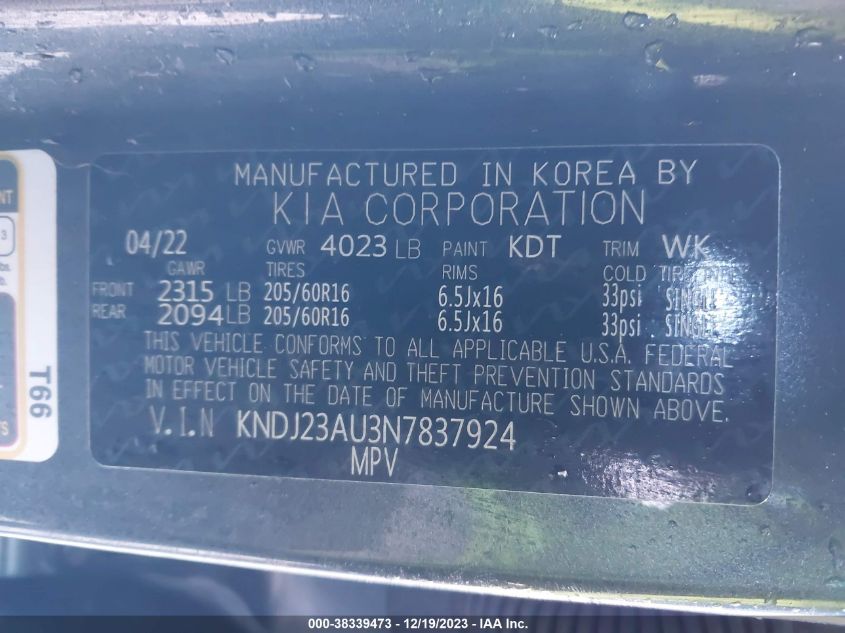 MANUFACTURED IN KOREA BY
KIA CORPORATION
04/22 GVWR 4023 LB PAINT KDT TRIM WK
GAWR TIRES RIMS COLD TIRE
FRONT 2315 LB 205/60R16 6.5Jx16 33psi SINGLE
REAR 2094 LB 205/60R16 6.5Jx16 33psi SINGLE
THIS VEHICLE CONFORMS TO ALL APPLICABLE U.S.A. FEDERAL
MOTOR VEHICLE SAFETY AND THEFT PREVENTION STANDARDS
IN EFFECT ON THE DATE OF MANUFACTURE SHOWN ABOVE.
V.I.N KNDJ23AU3N7837924
MPV
T66
000-38339473 - 12/19/2023 - IAA Inc.